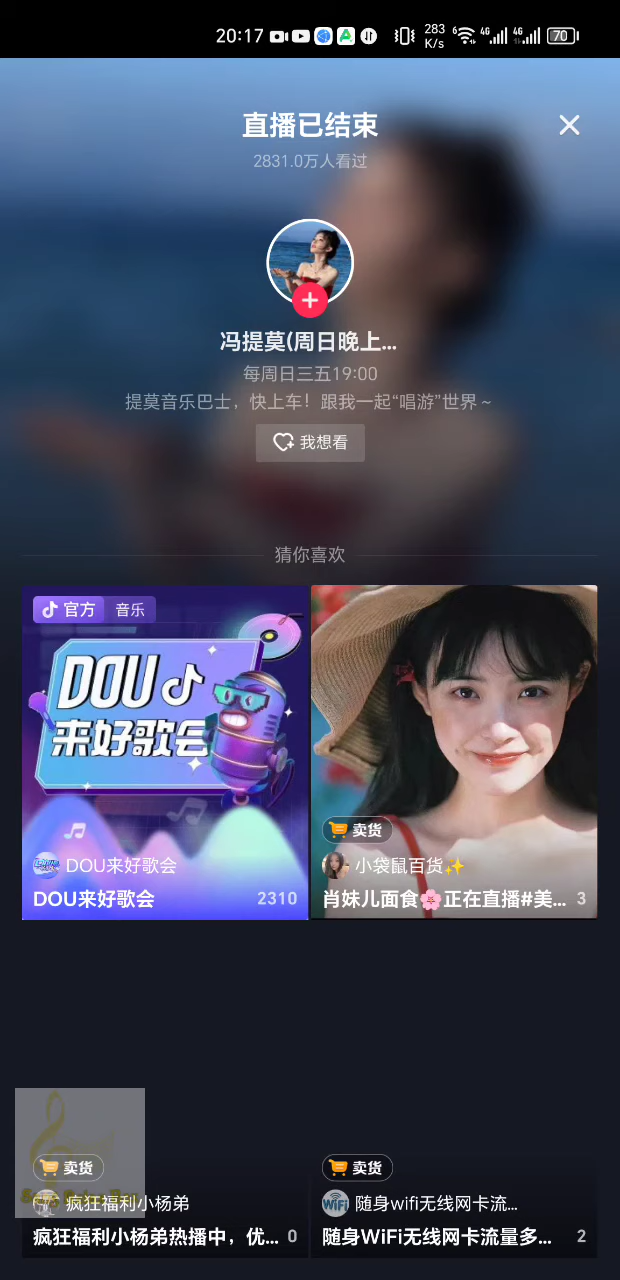 20:17
283 K/s
6
4G
4G
70
直播已结束
2831.0万人看过
冯提莫(周日晚上...
每周日三五19:00
提莫音乐巴士，快上车！跟我一起“唱游”世界～
我想看
猜你喜欢
官方 音乐
DOU
来好歌会
DOU来好歌会
DOU来好歌会 2310
卖货
小袋鼠百货✨
肖妹儿面食🌸正在直播#美... 3
卖货
疯狂福利小杨弟
疯狂福利小杨弟热播中，优... 0
卖货
WiFi
随身wifi无线网卡流...
随身WiFi无线网卡流量多... 2